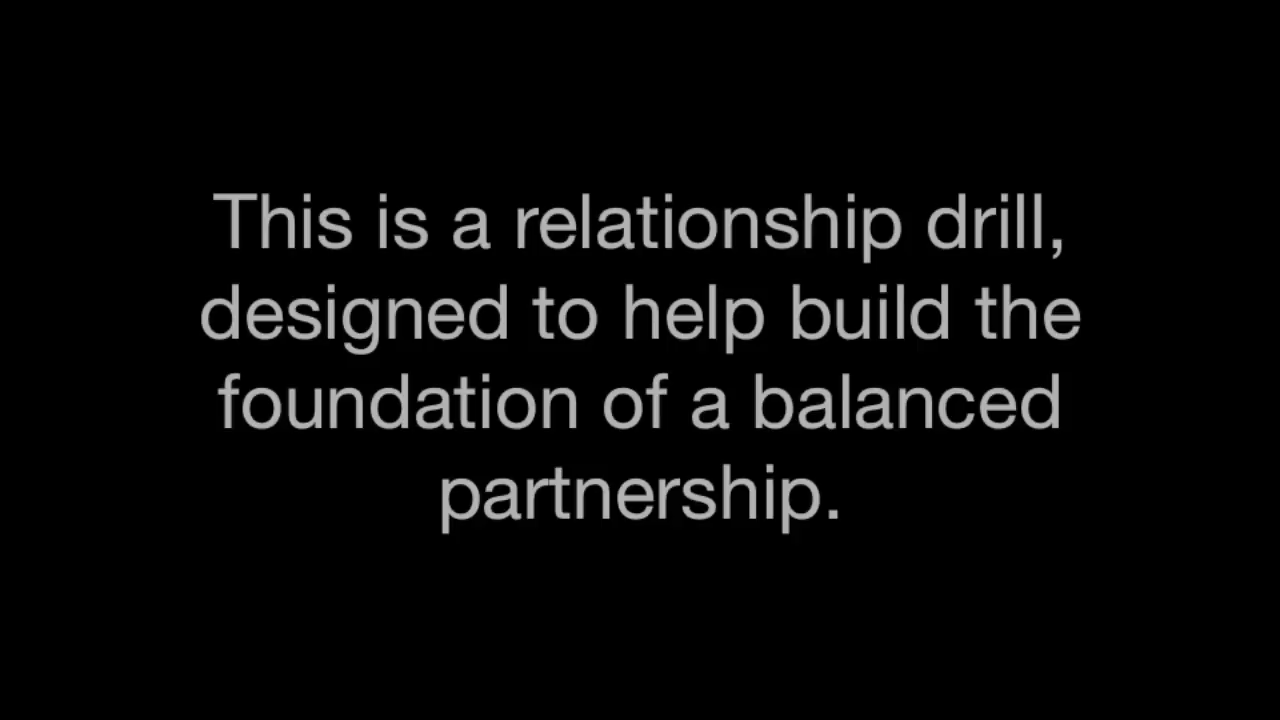 This is a relationship drill,
designed to help build the
foundation of a balanced
partnership.